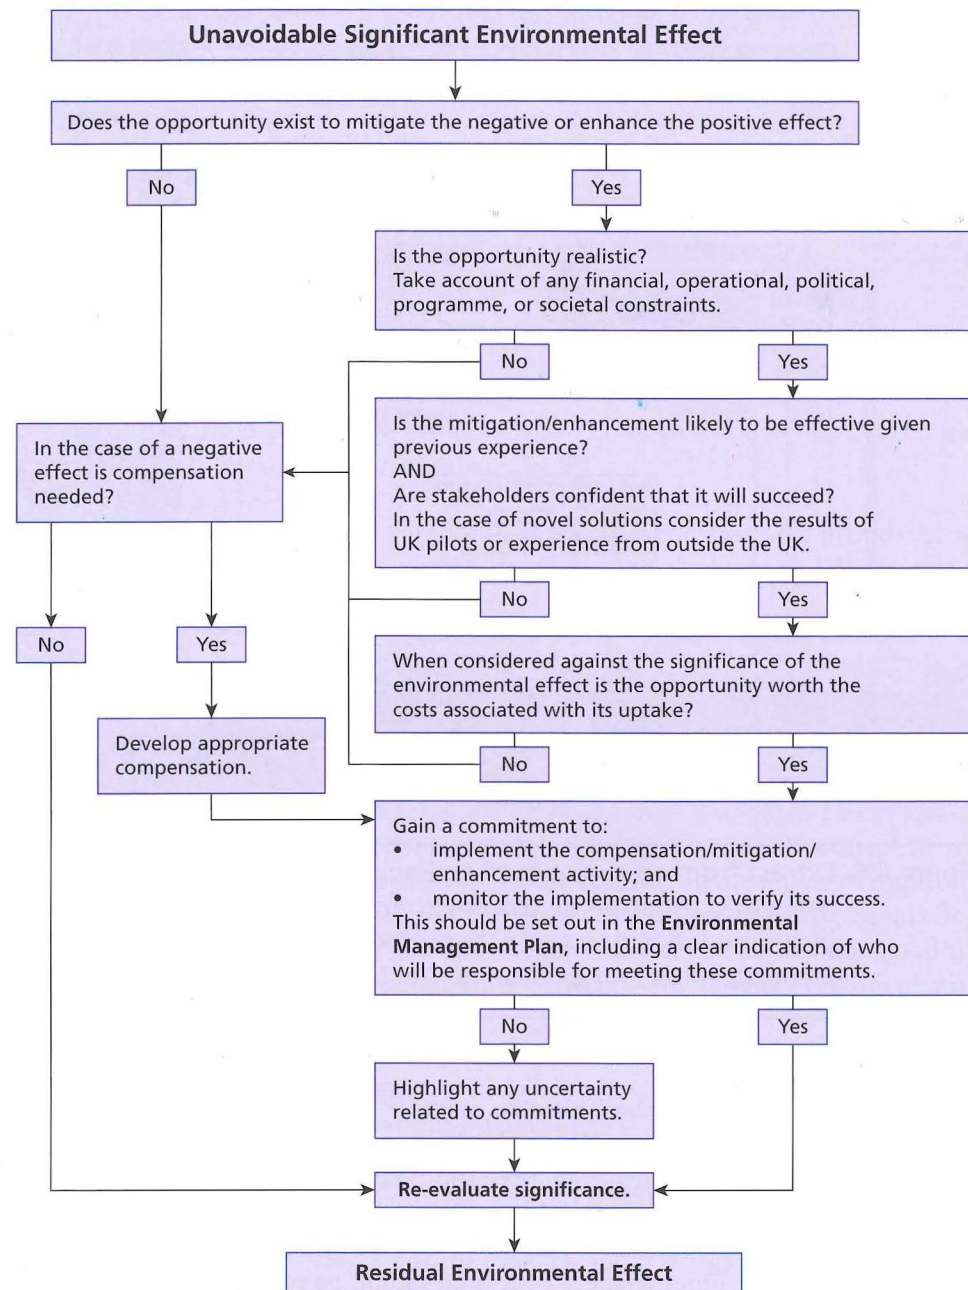 Unavoidable Significant Environmental Effect
Does the opportunity exist to mitigate the negative or enhance the positive effect?
No
Yes
Is the opportunity realistic?
Take account of any financial, operational, political,
programme, or societal constraints.
No
Yes
In the case of a negative
effect is compensation
needed?
Is the mitigation/enhancement likely to be effective given
previous experience?
AND
Are stakeholders confident that it will succeed?
In the case of novel solutions consider the results of
UK pilots or experience from outside the UK.
No
Yes
No
Yes
When considered against the significance of the
environmental effect is the opportunity worth the
costs associated with its uptake?
Develop appropriate
compensation.
No
Yes
Gain a commitment to:
• implement the compensation/mitigation/
enhancement activity; and
• monitor the implementation to verify its success.
This should be set out in the Environmental
Management Plan, including a clear indication of who
will be responsible for meeting these commitments.
No
Yes
Highlight any uncertainty
related to commitments.
Re-evaluate significance.
Residual Environmental Effect